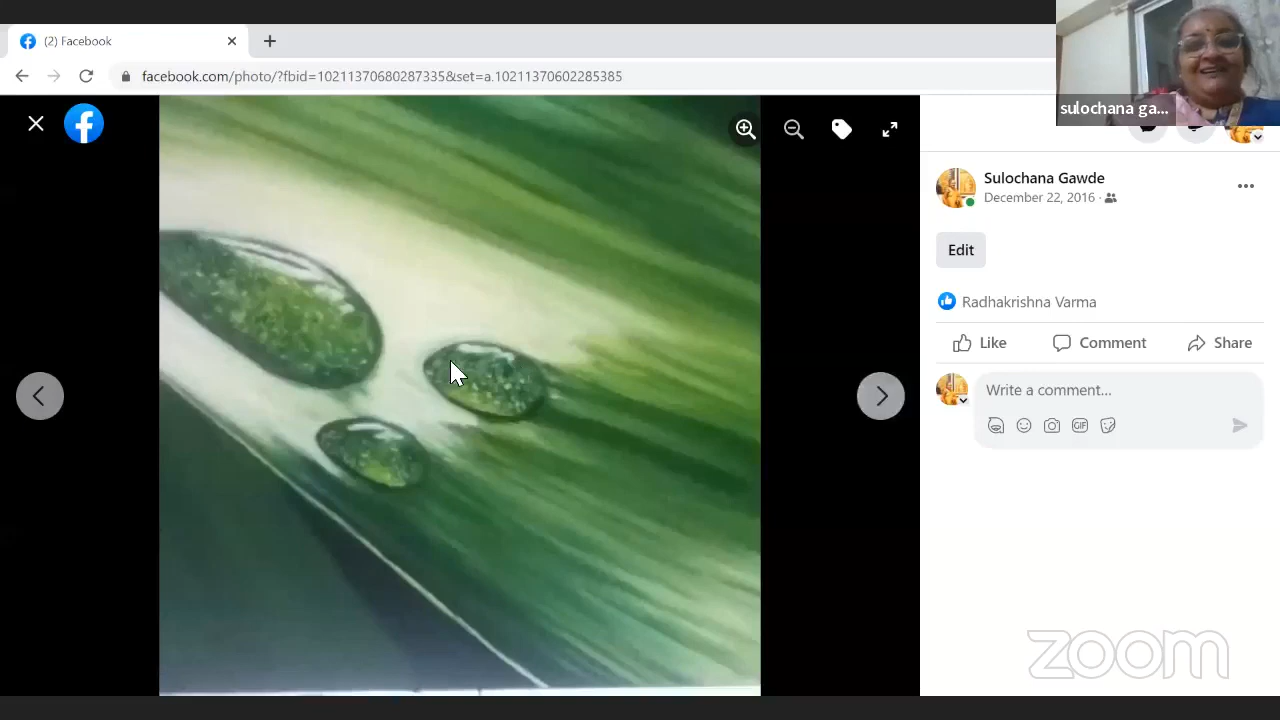 (2) Facebook
facebook.com/photo/?fbid=10211370680287335&set=a.10211370602285385
sulochana ga...
Sulochana Gawde
December 22, 2016 ·
Edit
Radhakrishna Varma
Like Comment Share
Write a comment...
GIF
zoom